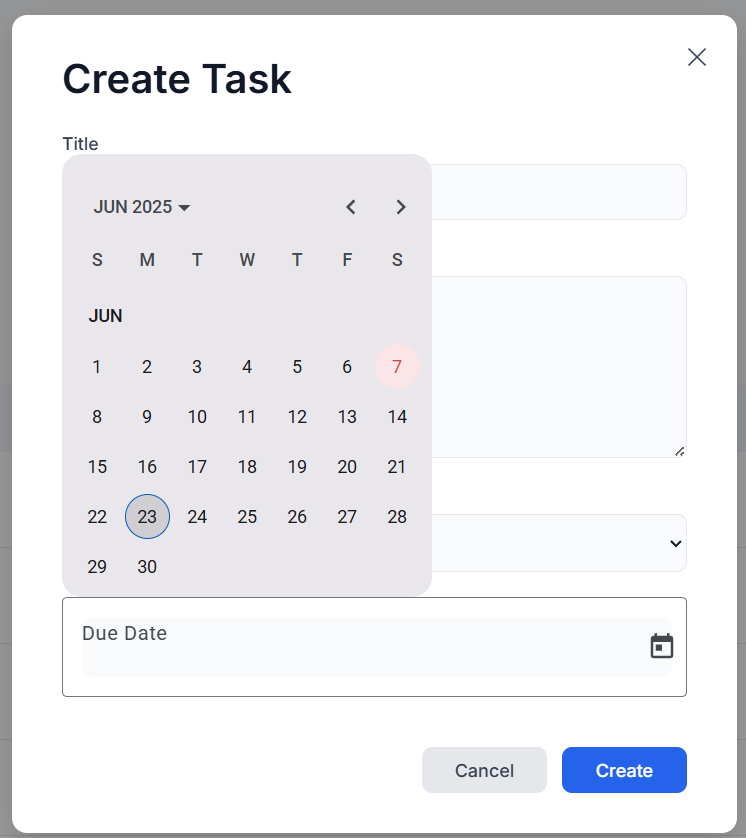 Create Task
Title
JUN 2025
S M T W T F S
JUN
1 2 3 4 5 6 7
8 9 10 11 12 13 14
15 16 17 18 19 20 21
22 23 24 25 26 27 28
29 30
Due Date
Cancel Create